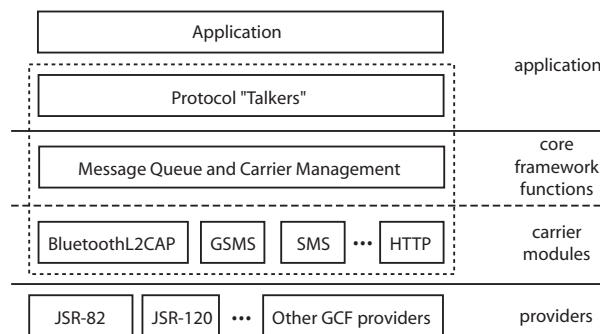 Application
application
Protocol "Talkers"
Message Queue and Carrier Management
core
framework
functions
BluetoothL2CAP GSMS SMS ••• HTTP
carrier
modules
JSR-82 JSR-120 ••• Other GCF providers
providers